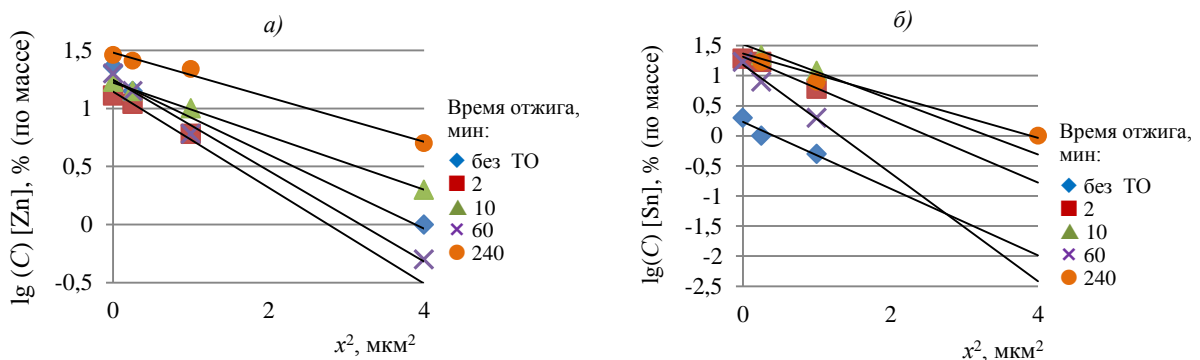 а)
lg (C) [Zn], % (по массе)
1,5
1
0,5
0
-0,5
0 2 4
x², мкм²
Время отжига,
мин:
без ТО
2
10
60
240
б)
lg(C) [Sn], % (по массе)
1,5
1
0,5
0
-0,5
-1
-1,5
-2
-2,5
0 2 4
x², мкм²
Время отжига,
мин:
без ТО
2
10
60
240